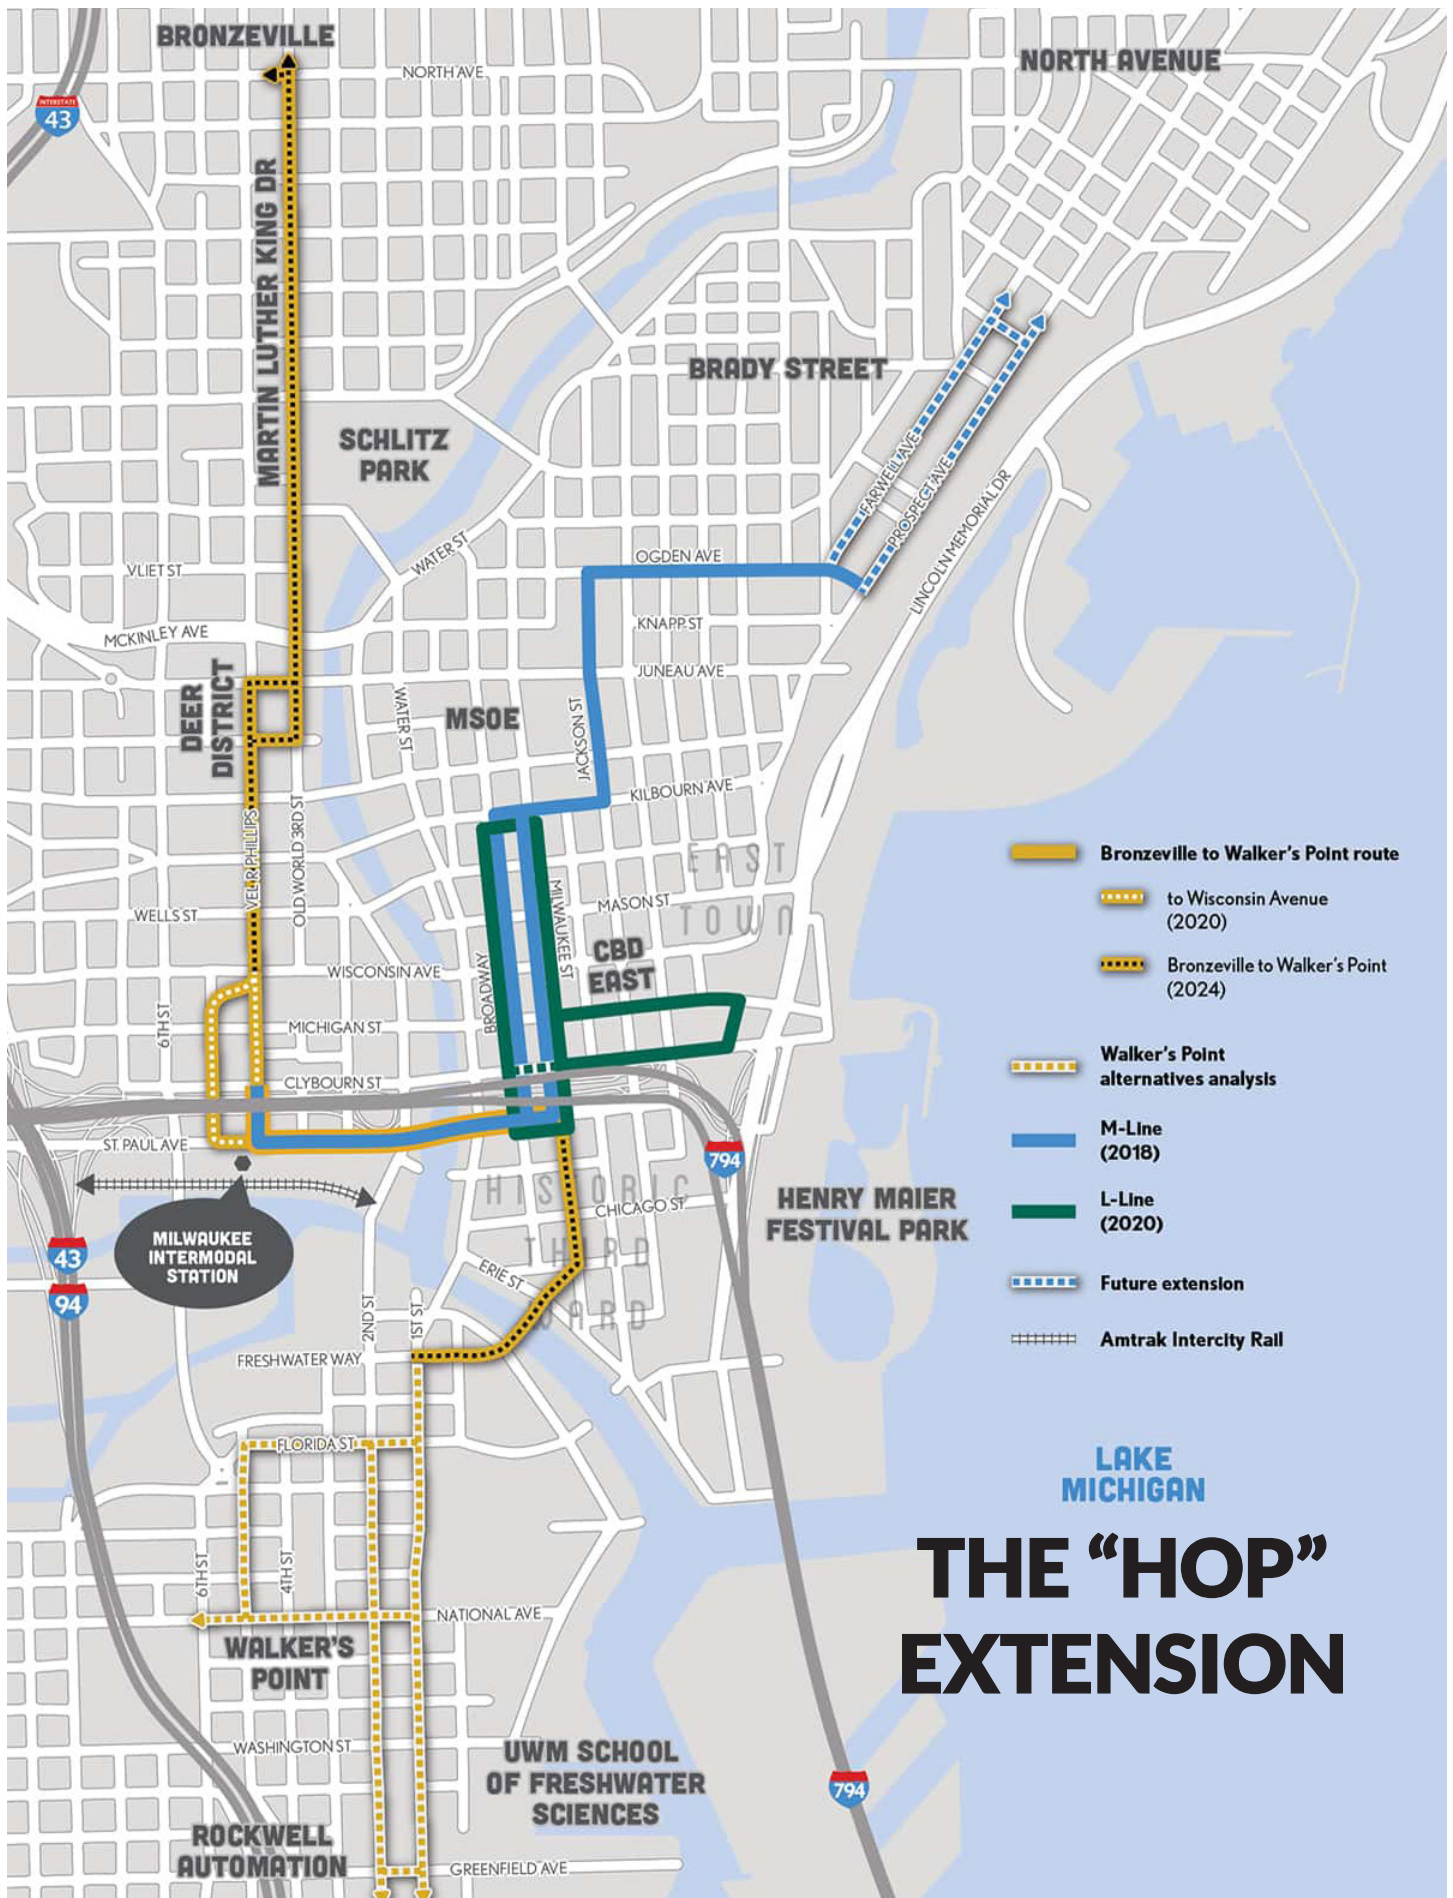 BRONZEVILLE
NORTH AVE
NORTH AVENUE
INTERSTATE
43
MARTIN LUTHER KING DR
BRADY STREET
SCHLITZ
PARK
FARWELL AVE
PROSPECT AVE
LINCOLN MEMORIAL DR
WATER ST
OGDEN AVE
VLIET ST
KNAPP ST
MCKINLEY AVE
JUNEAU AVE
DEER
DISTRICT
WATER ST
MSOE
JACKSON ST
KILBOURN AVE
VEL R PHILLIPS
OLD WORLD 3RD ST
EAST
TOWN
MILWAUKEE ST
MASON ST
WELLS ST
CBD
EAST
BROADWAY
WISCONSIN AVE
6TH ST
MICHIGAN ST
CLYBOURN ST
ST. PAUL AVE
794
HISTORIC
THIRD
WARD
CHICAGO ST
HENRY MAIER
FESTIVAL PARK
MILWAUKEE
INTERMODAL
STATION
43
94
ERIE ST
2ND ST
1ST ST
FRESHWATER WAY
FLORIDA ST
6TH ST
4TH ST
NATIONAL AVE
WALKER'S
POINT
WASHINGTON ST
UWM SCHOOL
OF FRESHWATER
SCIENCES
794
ROCKWELL
AUTOMATION
GREENFIELD AVE
Bronzeville to Walker's Point route
to Wisconsin Avenue
(2020)
Bronzeville to Walker's Point
(2024)
Walker's Point
alternatives analysis
M-Line
(2018)
L-Line
(2020)
Future extension
Amtrak Intercity Rail
LAKE
MICHIGAN
THE “HOP”
EXTENSION